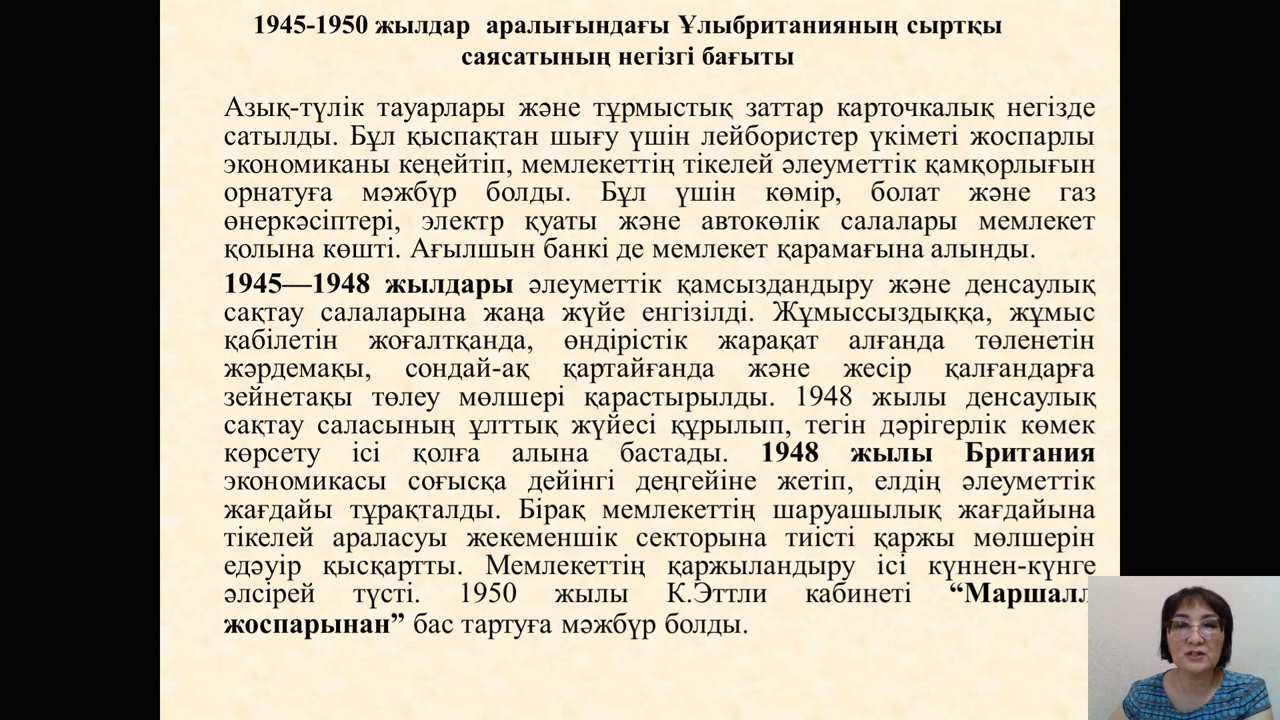 1945-1950 жылдар аралығындағы Ұлыбританияның сыртқы
саясатының негізгі бағыты
Азық-түлік тауарлары және тұрмыстық заттар карточкалық негізде
сатылды. Бұл қыспақтан шығу үшін лейбористер үкіметі жоспарлы
экономиканы кеңейтіп, мемлекеттің тікелей әлеуметтік қамқорлығын
орнатуға мәжбүр болды. Бұл үшін көмір, болат және газ
өнеркәсіптері, электр қуаты және автокөлік салалары мемлекет
қолына көшті. Ағылшын банкі де мемлекет қарамағына алынды.
1945—1948 жылдары әлеуметтік қамсыздандыру және денсаулық
сақтау салаларына жаңа жүйе енгізілді. Жұмыссыздыққа, жұмыс
қабілетін жоғалтқанда, өндірістік жарақат алғанда төленетін
жәрдемақы, сондай-ақ қартайғанда және жесір қалғандарға
зейнетақы төлеу мөлшері қарастырылды. 1948 жылы денсаулық
сақтау саласының ұлттық жүйесі құрылып, тегін дәрігерлік көмек
көрсету ісі қолға алына бастады. 1948 жылы Британия
экономикасы соғысқа дейінгі деңгейіне жетіп, елдің әлеуметтік
жағдайы тұрақталды. Бірақ мемлекеттің шаруашылық жағдайына
тікелей араласуы жекеменшік секторына тиісті қаржы мөлшерін
едәуір қысқартты. Мемлекеттің қаржыландыру ісі күннен-күнге
әлсірей түсті. 1950 жылы К.Эттли кабинеті “Маршалл
жоспарынан” бас тартуға мәжбүр болды.